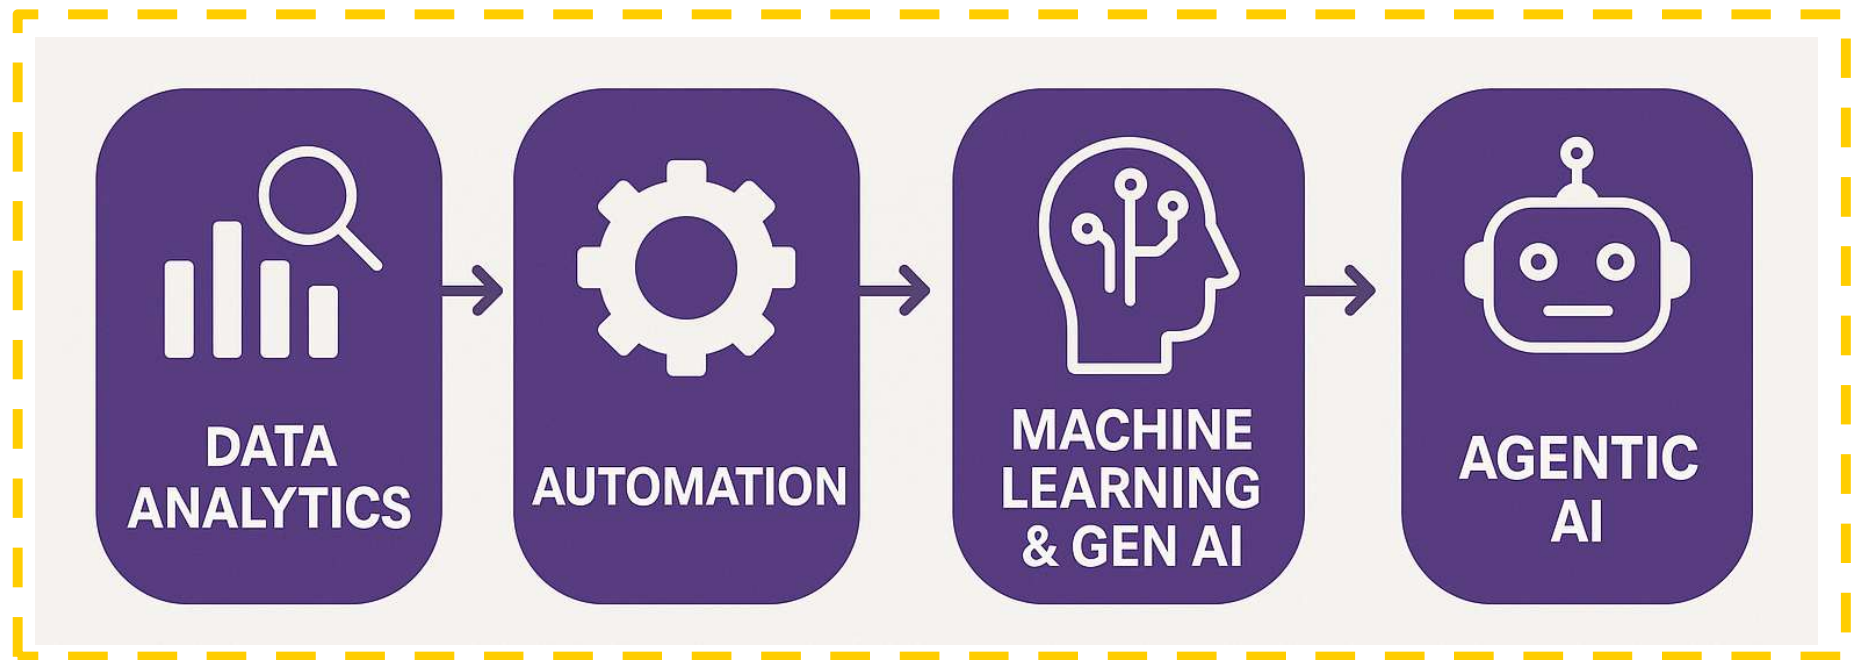 DATA
ANALYTICS
AUTOMATION
MACHINE
LEARNING
& GEN AI
AGENTIC
AI